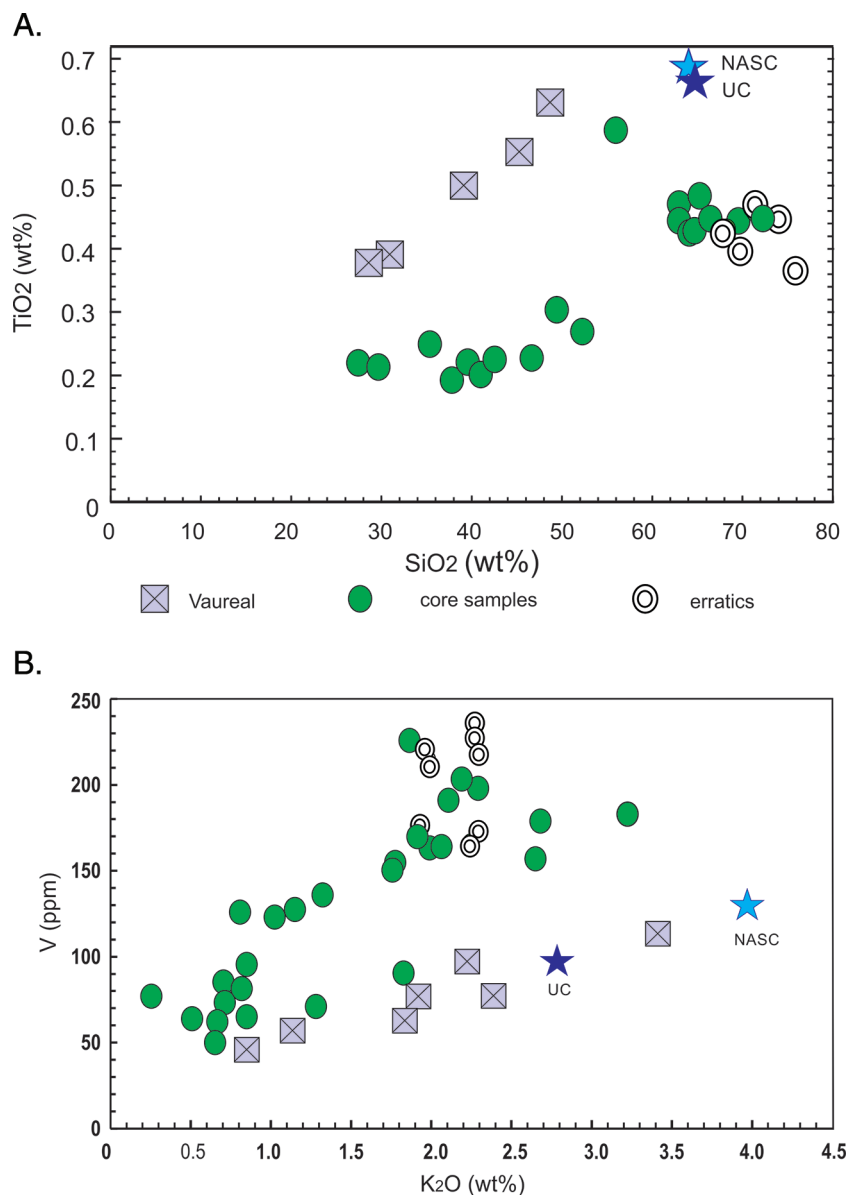 A.
0.7
0.6
0.5
0.4
0.3
0.2
0.1
0
TiO2 (wt%)
NASC
UC
0 10 20 30 40 50 60 70 80
SiO2 (wt%)
Vaureal core samples erratics
B.
250
200
150
100
50
0
V (ppm)
NASC
UC
0 0.5 1.0 1.5 2.0 2.5 3.0 3.5 4.0 4.5
K2O (wt%)